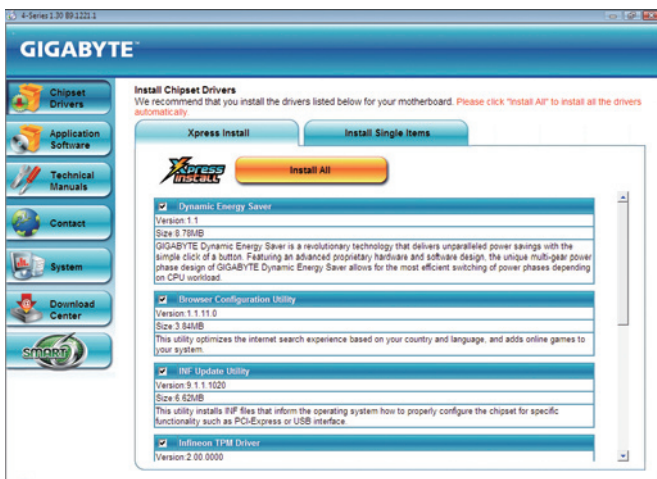 4-Series 1.30 B9.1221.1
GIGABYTE™
Chipset
Drivers
Application
Software
Technical
Manuals
Contact
System
Download
Center
SMART 6
Install Chipset Drivers
We recommend that you install the drivers listed below for your motherboard. Please click "Install All" to install all the drivers
automatically.
Xpress Install
Install Single Items
Xpress
INSTALL
Install All
Dynamic Energy Saver
Version:1.1
Size:8.78MB
GIGABYTE Dynamic Energy Saver is a revolutionary technology that delivers unparalleled power savings with the
simple click of a button. Featuring an advanced proprietary hardware and software design, the unique multi-gear power
phase design of GIGABYTE Dynamic Energy Saver allows for the most efficient switching of power phases depending
on CPU workload.
Browser Configuration Utility
Version:1.1.11.0
Size:3.84MB
This utility optimizes the internet search experience based on your country and language, and adds online games to
your system.
INF Update Utility
Version:9.1.1.1020
Size:6.62MB
This utility installs INF files that inform the operating system how to properly configure the chipset for specific
functionality such as PCI-Express or USB interface.
Infineon TPM Driver
Version:2.00.0000